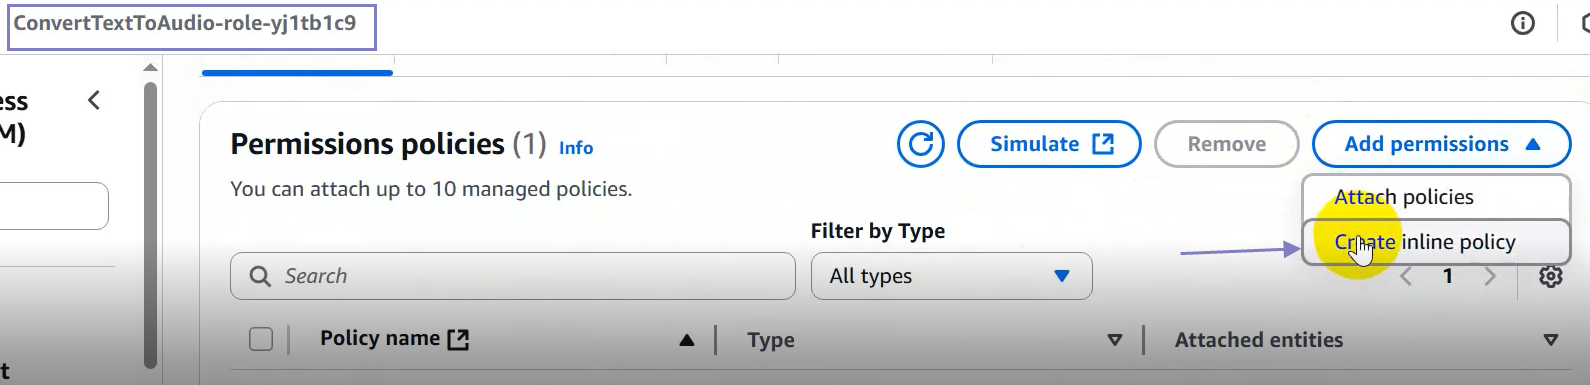 ConvertTextToAudio-role-yj1tb1c9
ess
M)
Permissions policies (1) Info
Simulate
Remove
Add permissions
You can attach up to 10 managed policies.
Attach policies
Create inline policy
Filter by Type
Search
All types
1
Policy name
Type
Attached entities
t